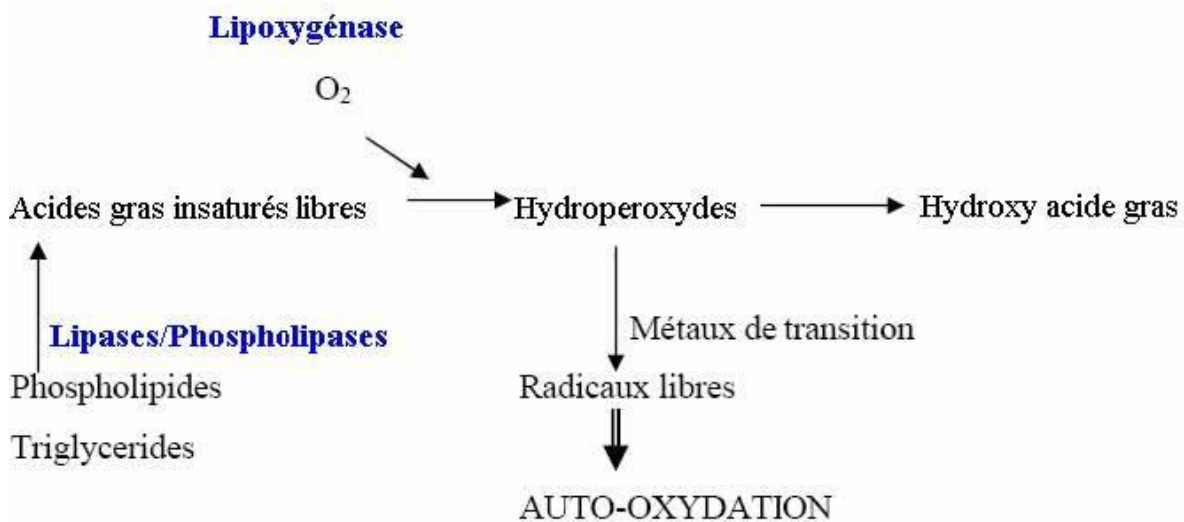 Lipoxygénase
O₂
Acides gras insaturés libres
Hydroperoxydes
Hydroxy acide gras
Lipases/Phospholipases
Métaux de transition
Phospholipides
Radicaux libres
Triglycerides
AUTO-OXYDATION